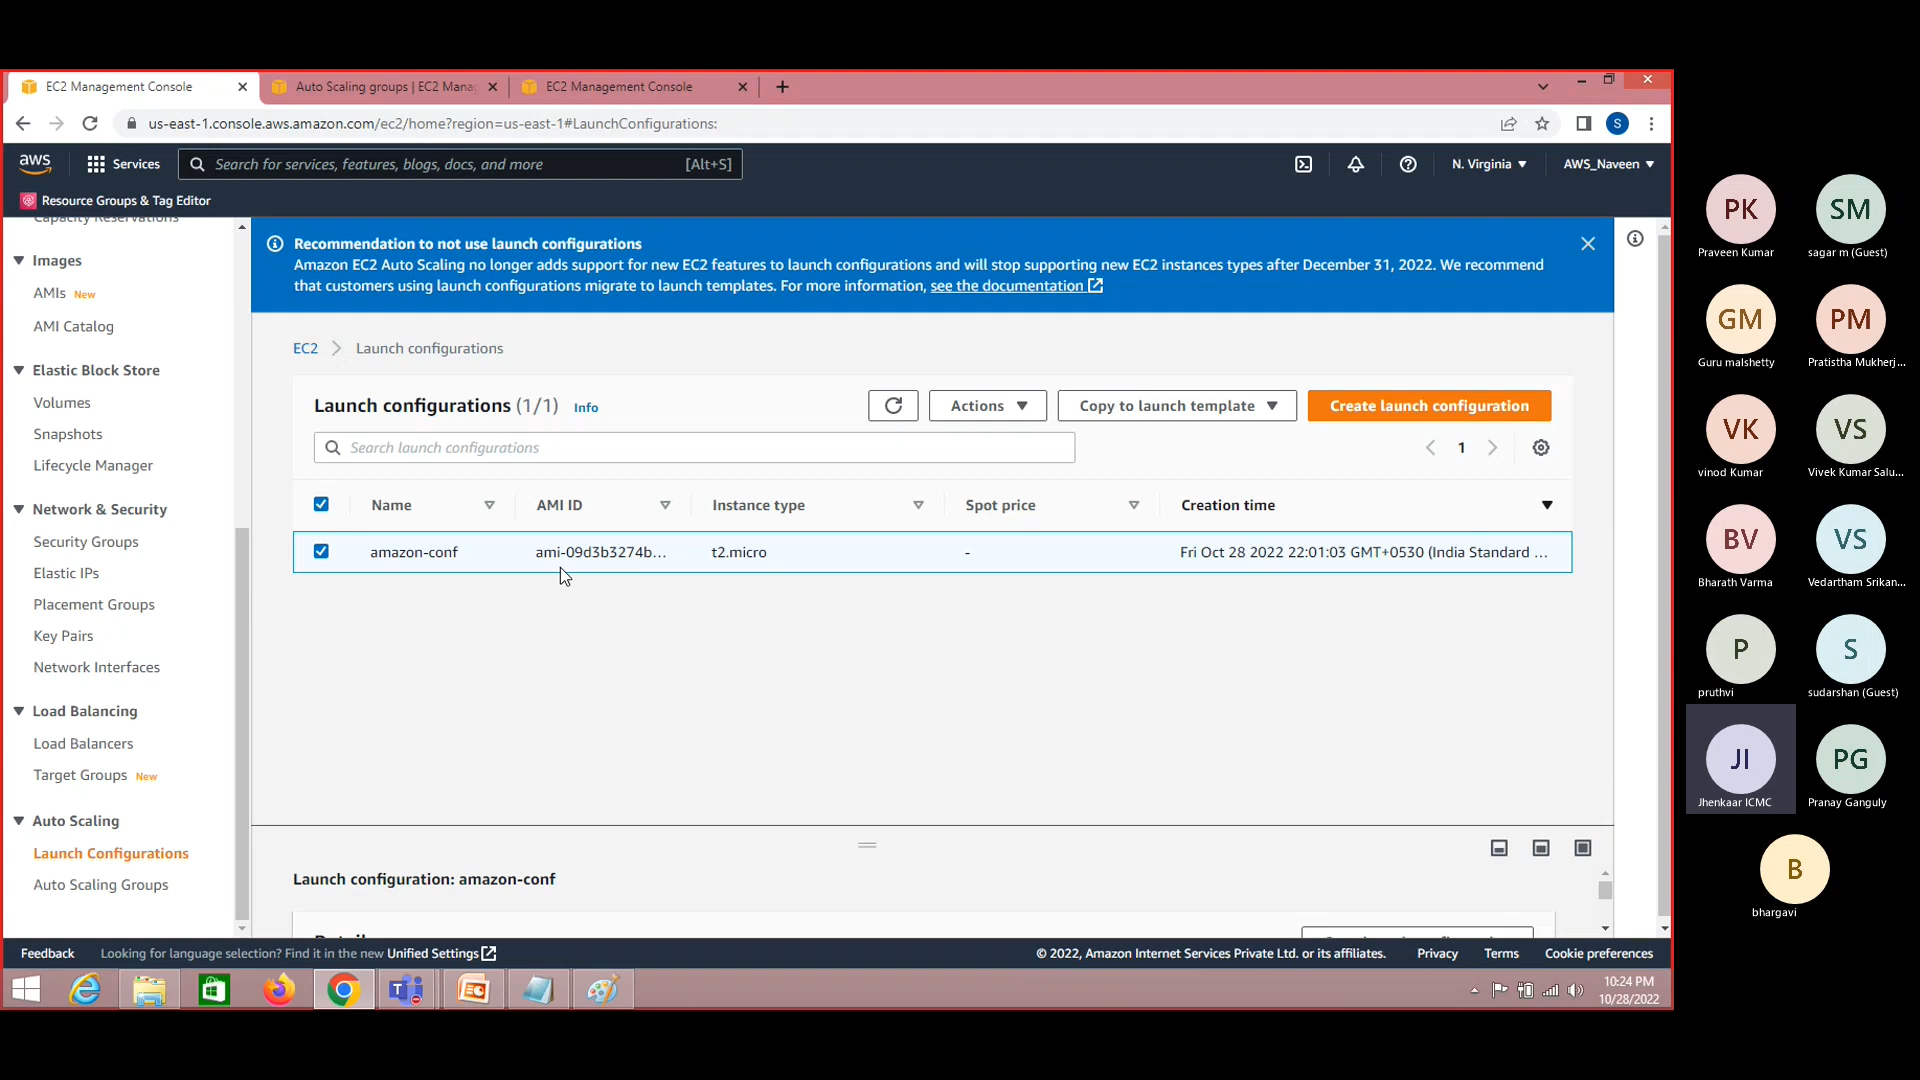 EC2 Management Console
Auto Scaling groups | EC2 Mana
EC2 Management Console
us-east-1.console.aws.amazon.com/ec2/home?region=us-east-1#LaunchConfigurations:
S
aws
Services
Search for services, features, blogs, docs, and more
[Alt+S]
N. Virginia
AWS_Naveen
Resource Groups & Tag Editor
Capacity Reservations
Images
AMIs New
AMI Catalog
Elastic Block Store
Volumes
Snapshots
Lifecycle Manager
Network & Security
Security Groups
Elastic IPs
Placement Groups
Key Pairs
Network Interfaces
Load Balancing
Load Balancers
Target Groups New
Auto Scaling
Launch Configurations
Auto Scaling Groups
Recommendation to not use launch configurations
Amazon EC2 Auto Scaling no longer adds support for new EC2 features to launch configurations and will stop supporting new EC2 instances types after December 31, 2022. We recommend
that customers using launch configurations migrate to launch templates. For more information, see the documentation
EC2
Launch configurations
Launch configurations (1/1) Info
Actions
Copy to launch template
Create launch configuration
Search launch configurations
1
Name
AMI ID
Instance type
Spot price
Creation time
amazon-conf
ami-09d3b3274b...
t2.micro
-
Fri Oct 28 2022 22:01:03 GMT+0530 (India Standard ...
Launch configuration: amazon-conf
Feedback
Looking for language selection? Find it in the new Unified Settings
© 2022, Amazon Internet Services Private Ltd. or its affiliates.
Privacy
Terms
Cookie preferences
10:24 PM
10/28/2022
PK
Praveen Kumar
SM
sagar m (Guest)
GM
Guru malshetty
PM
Pratistha Mukherj...
VK
vinod Kumar
VS
Vivek Kumar Salu...
BV
Bharath Varma
VS
Vedartham Srikan...
P
pruthvi
S
sudarshan (Guest)
JI
Jhenkaar ICMC
PG
Pranay Ganguly
B
bhargavi